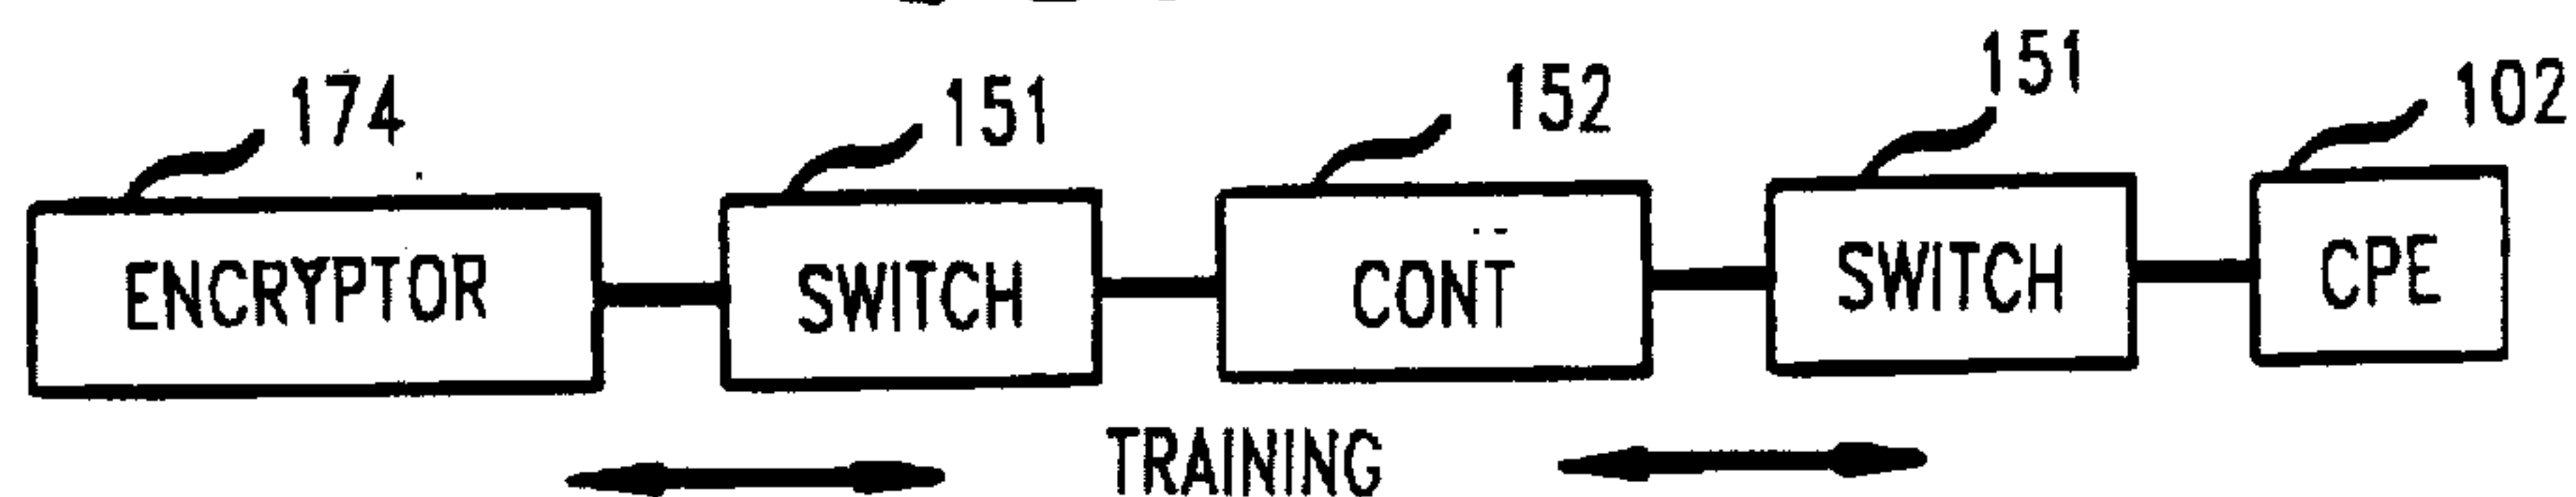 174 151 152 151 102
ENCRYPTOR SWITCH CONT SWITCH CPE
TRAINING